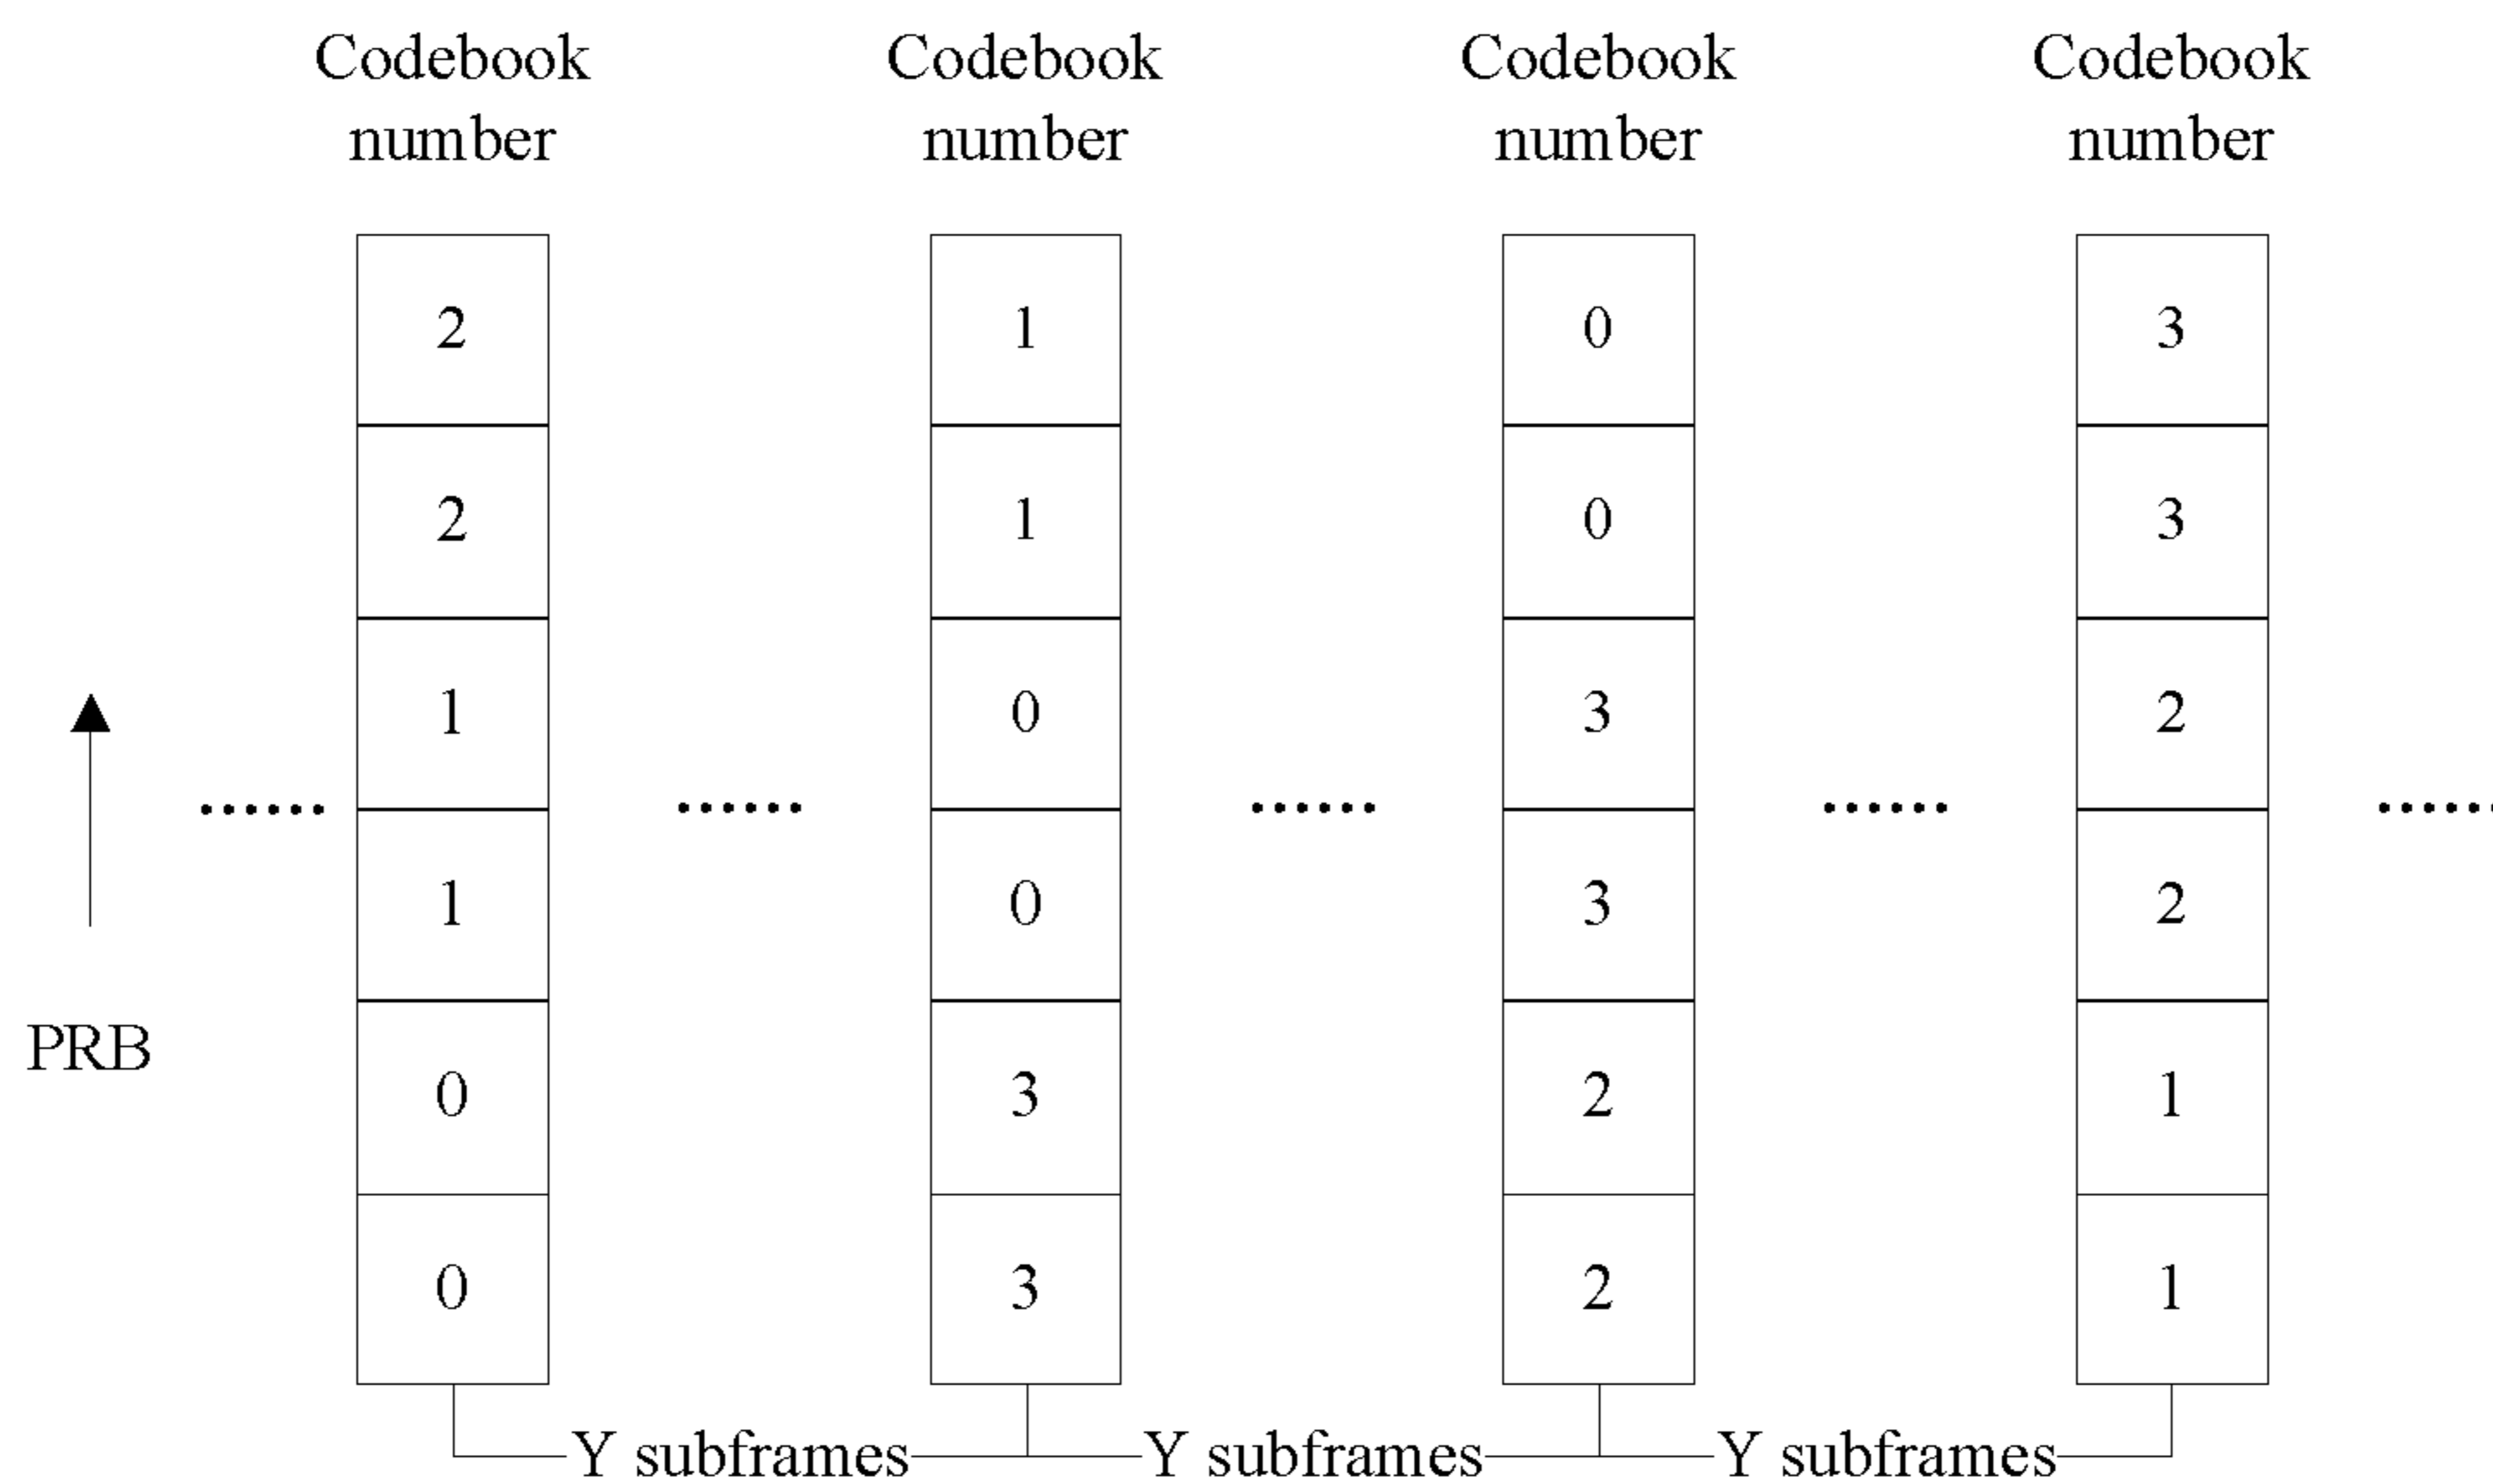 Codebook Codebook Codebook Codebook
number number number number
2 1 0 3
2 1 0 3
1 0 3 2
...... ...... ...... ...... ......
1 0 3 2
PRB
0 3 2 1
0 3 2 1
Y subframes Y subframes Y subframes